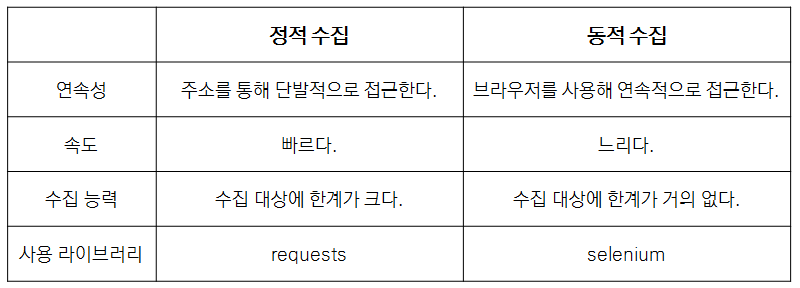 정적 수집 동적 수집
연속성 주소를 통해 단발적으로 접근한다. 브라우저를 사용해 연속적으로 접근한다.
속도 빠르다. 느리다.
수집 능력 수집 대상에 한계가 크다. 수집 대상에 한계가 거의 없다.
사용 라이브러리 requests selenium